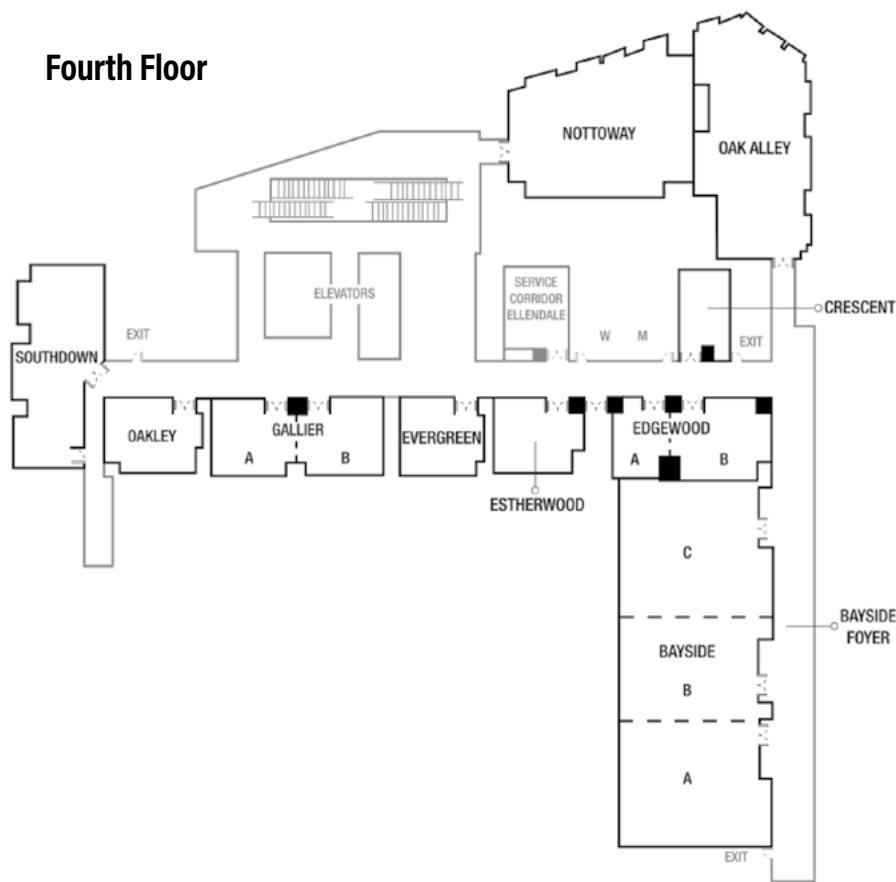 Fourth Floor
NOTTOWAY
OAK ALLEY
ELEVATORS
SERVICE
CORRIDOR
ELLENDALE
CRESCENT
EXIT
W
M
EXIT
SOUTHDOWN
OAKLEY
GALLIER
A
B
EVERGREEN
ESTHERWOOD
EDGEWOOD
A
B
C
BAYSIDE
FOYER
BAYSIDE
B
A
EXIT